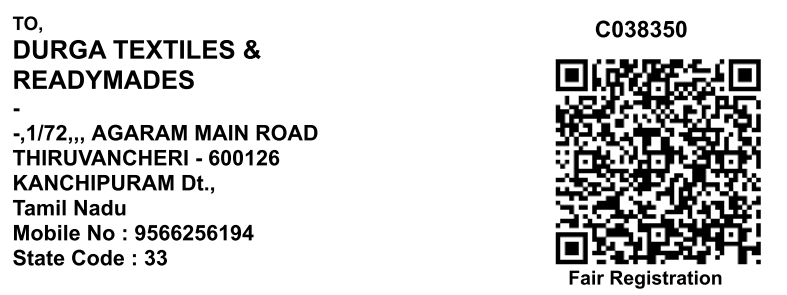 TO,
DURGA TEXTILES &
READYMADES
-
-,1/72,,, AGARAM MAIN ROAD
THIRUVANCHERI - 600126
KANCHIPURAM Dt.,
Tamil Nadu
Mobile No : 9566256194
State Code : 33
C038350
Fair Registration